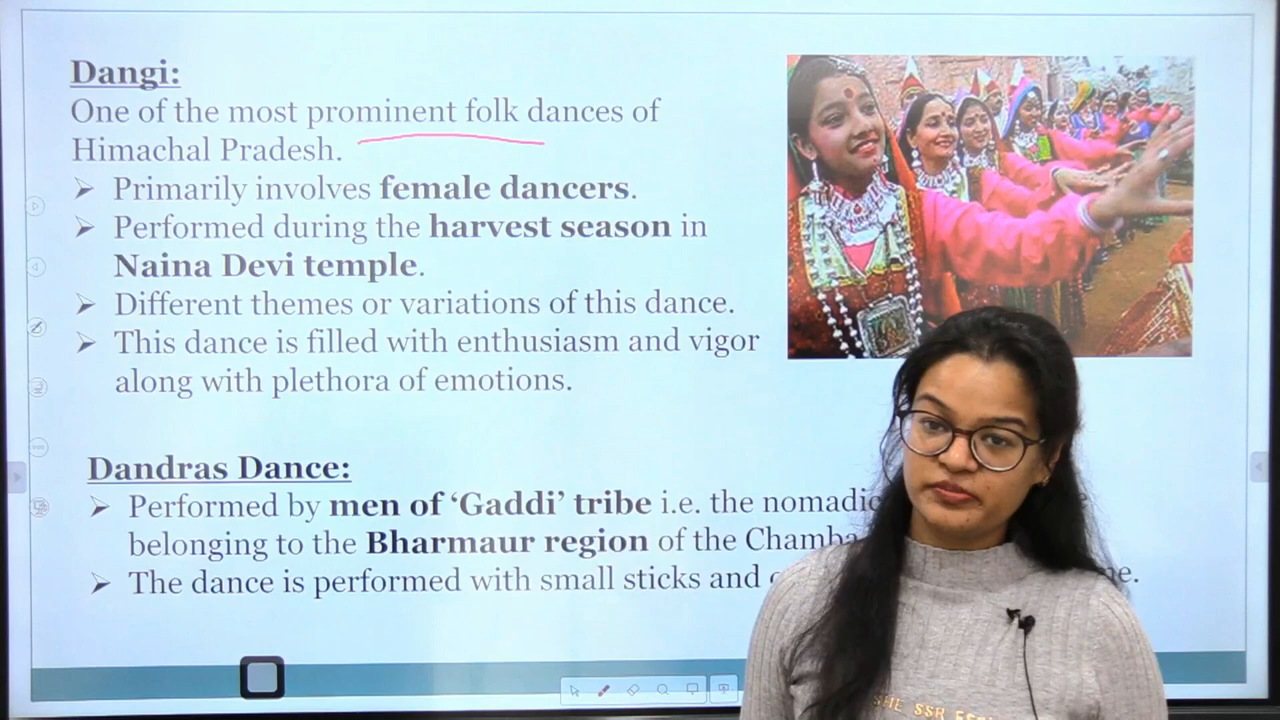 Dangi:
One of the most prominent folk dances of
Himachal Pradesh.
➤ Primarily involves female dancers.
➤ Performed during the harvest season in
Naina Devi temple.
➤ Different themes or variations of this dance.
➤ This dance is filled with enthusiasm and vigor
along with plethora of emotions.
Dandras Dance:
➤ Performed by men of ‘Gaddi’ tribe i.e. the nomadic
belonging to the Bharmaur region of the Chamba
➤ The dance is performed with small sticks and